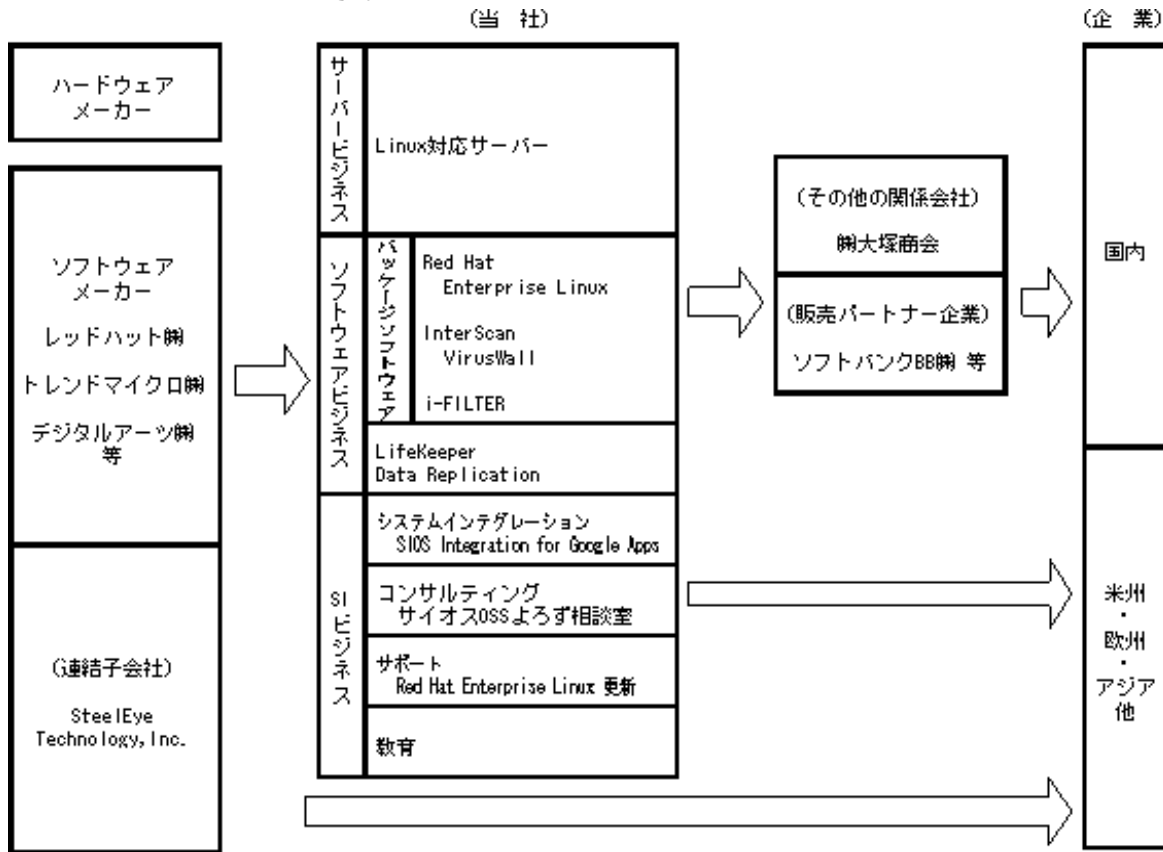 (当 社)
(企 業)
ハードウェア
メーカー
ソフトウェア
メーカー
レッドハット㈱
トレンドマイクロ㈱
デジタルアーツ㈱
等
(連結子会社)
SteelEye
Technology,Inc.
サーバービジネス
Linux対応サーバー
ソフトウェアビジネス
パッケージソフトウェア
Red Hat
Enterprise Linux
InterScan
VirusWall
i-FILTER
LifeKeeper
Data Replication
SIビジネス
システムインテグレーション
SIOS Integration for Google Apps
コンサルティング
サイオスOSSよろず相談室
サポート
Red Hat Enterprise Linux 更新
教育
(その他の関係会社)
㈱大塚商会
(販売パートナー企業)
ソフトバンクBB㈱ 等
国内
米州
・
欧州
・
アジア
他